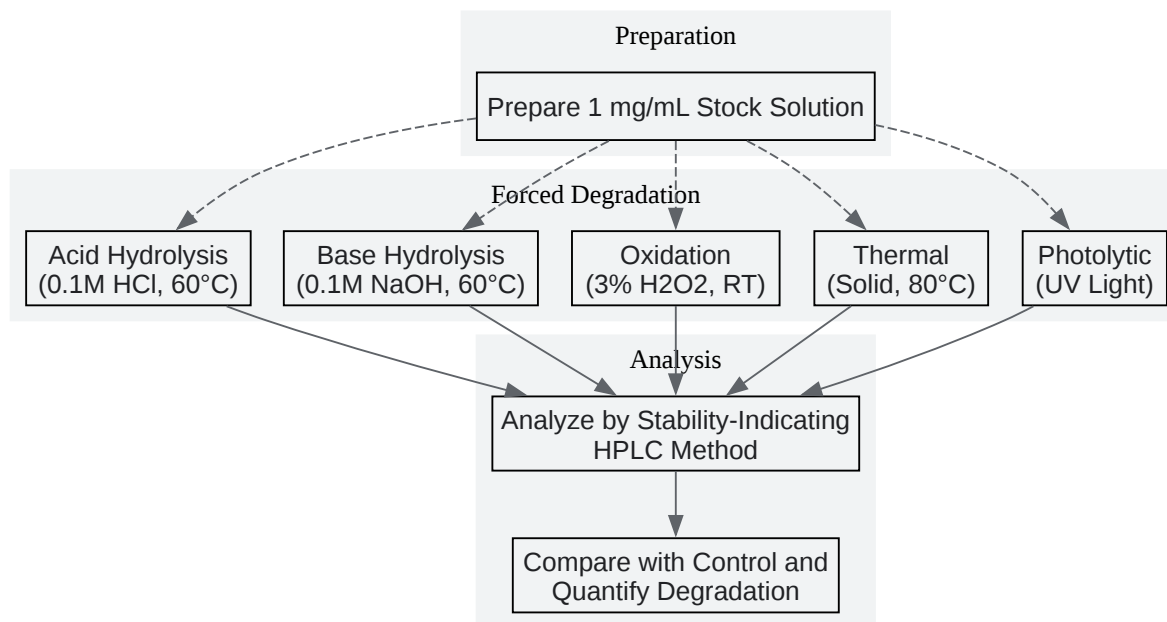 Preparation
Prepare 1 mg/mL Stock Solution
Forced Degradation
Acid Hydrolysis
(0.1M HCl, 60°C)
Base Hydrolysis
(0.1M NaOH, 60°C)
Oxidation
(3% H2O2, RT)
Thermal
(Solid, 80°C)
Photolytic
(UV Light)
Analysis
Analyze by Stability-Indicating
HPLC Method
Compare with Control and
Quantify Degradation